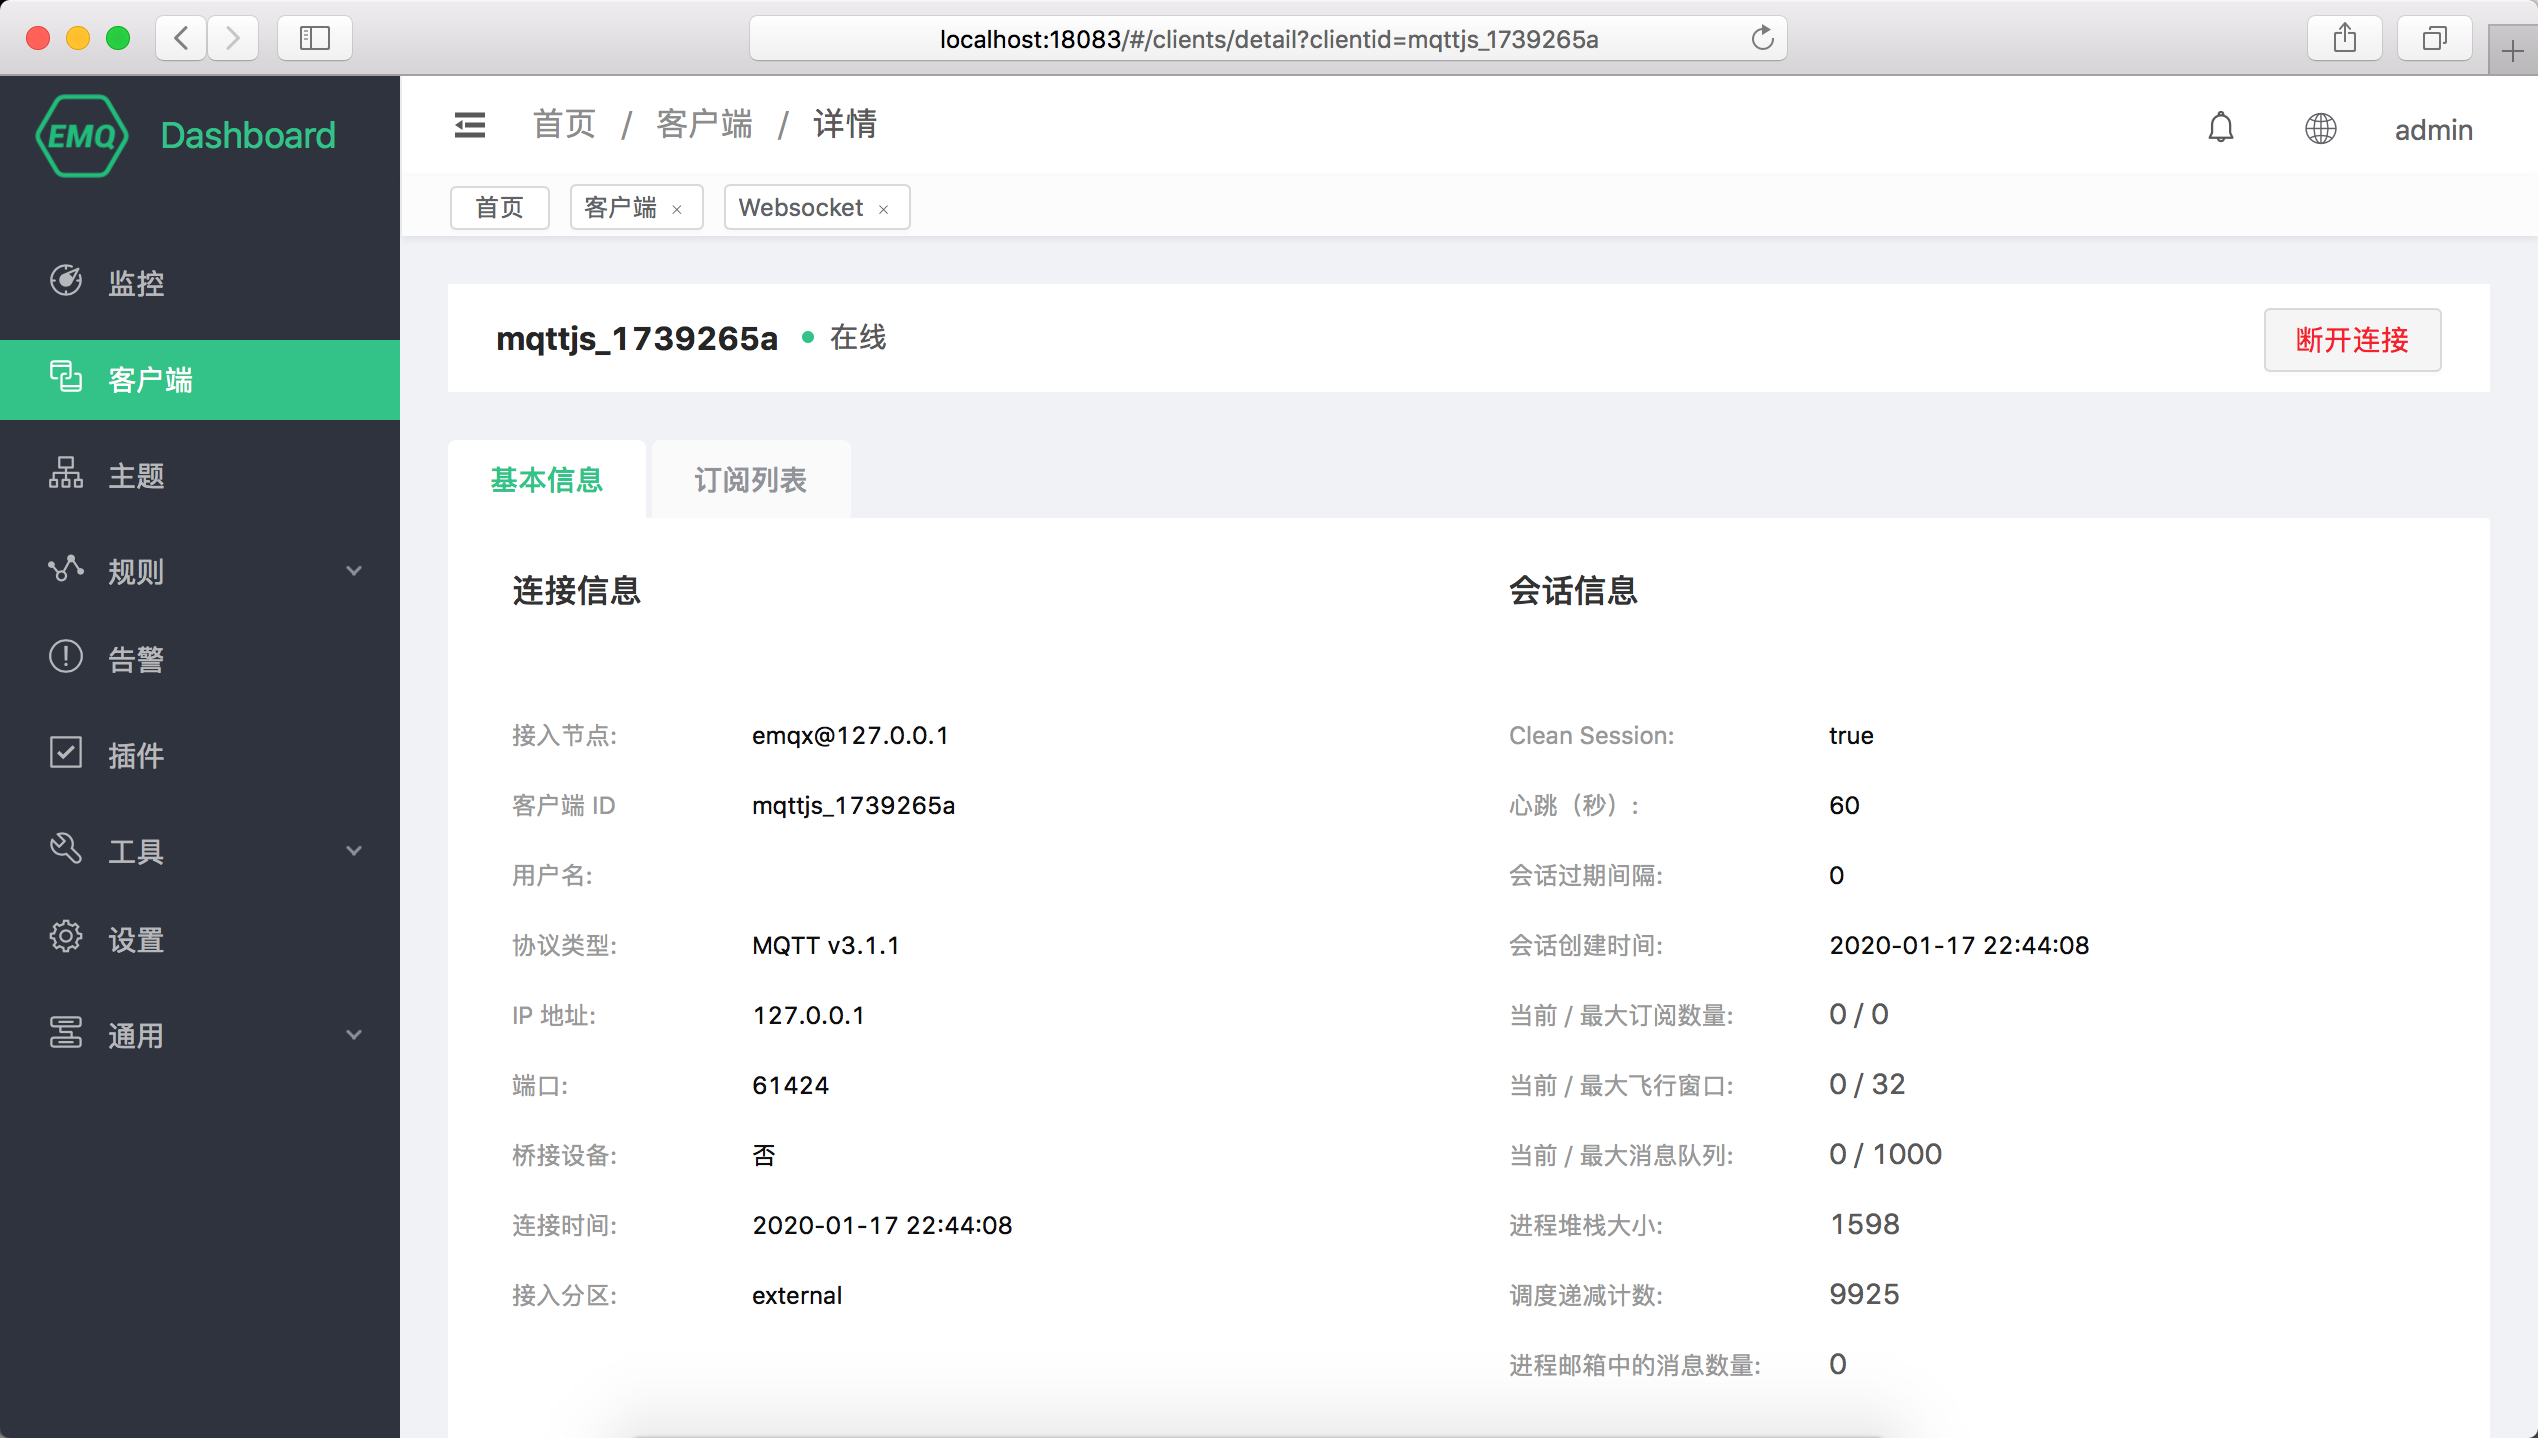 localhost:18083/#/clients/detail?clientid=mqttjs_1739265a
EMQ Dashboard
首页 / 客户端 / 详情
admin
首页
客户端 ×
Websocket ×
监控
客户端
主题
规则
告警
插件
工具
设置
通用
mqttjs_1739265a 在线
断开连接
基本信息
订阅列表
连接信息
接入节点: emqx@127.0.0.1
客户端 ID mqttjs_1739265a
用户名:
协议类型: MQTT v3.1.1
IP 地址: 127.0.0.1
端口: 61424
桥接设备: 否
连接时间: 2020-01-17 22:44:08
接入分区: external
会话信息
Clean Session: true
心跳（秒）: 60
会话过期间隔: 0
会话创建时间: 2020-01-17 22:44:08
当前 / 最大订阅数量: 0 / 0
当前 / 最大飞行窗口: 0 / 32
当前 / 最大消息队列: 0 / 1000
进程堆栈大小: 1598
调度递减计数: 9925
进程邮箱中的消息数量: 0